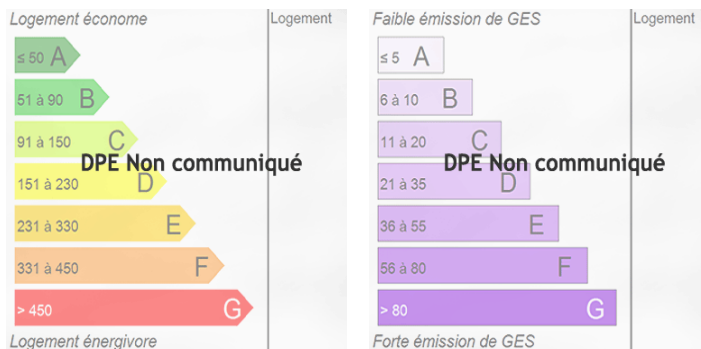 Logement économe
Logement
≤ 50 A
51 à 90 B
91 à 150 C
DPE Non communiqué
151 à 230 D
231 à 330 E
331 à 450 F
> 450 G
Logement énergivore
Faible émission de GES
Logement
≤ 5 A
6 à 10 B
11 à 20 C
DPE Non communiqué
21 à 35 D
36 à 55 E
56 à 80 F
> 80 G
Forte émission de GES